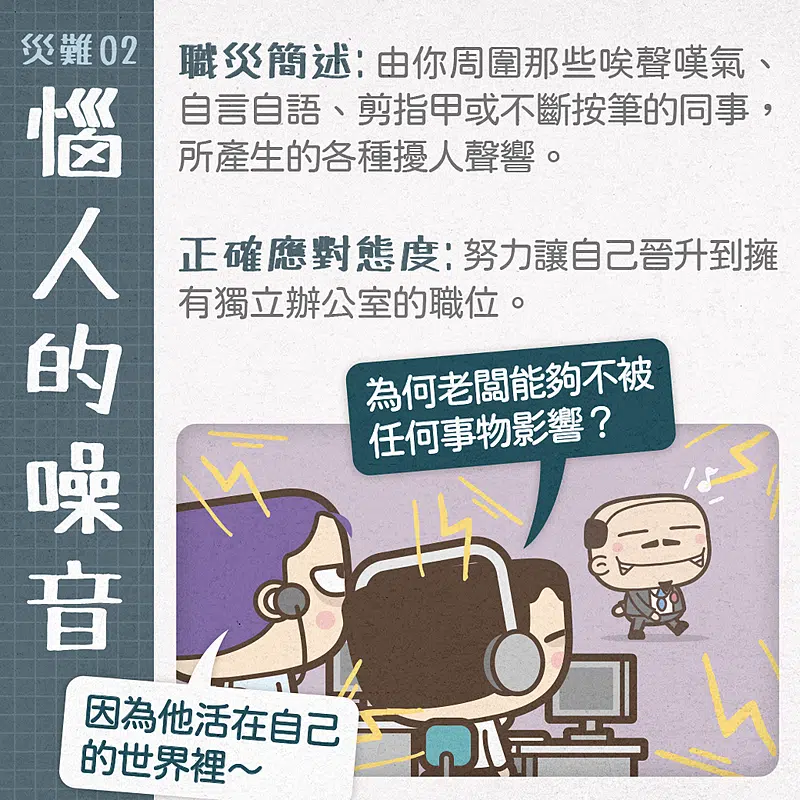 災難02
惱人的噪音
職災簡述：由你周圍那些唉聲嘆氣、
自言自語、剪指甲或不斷按筆的同事，
所產生的各種擾人聲響。
正確應對態度：努力讓自己晉升到擁
有獨立辦公室的職位。
為何老闆能夠不被
任何事物影響？
因為他活在自己
的世界裡～